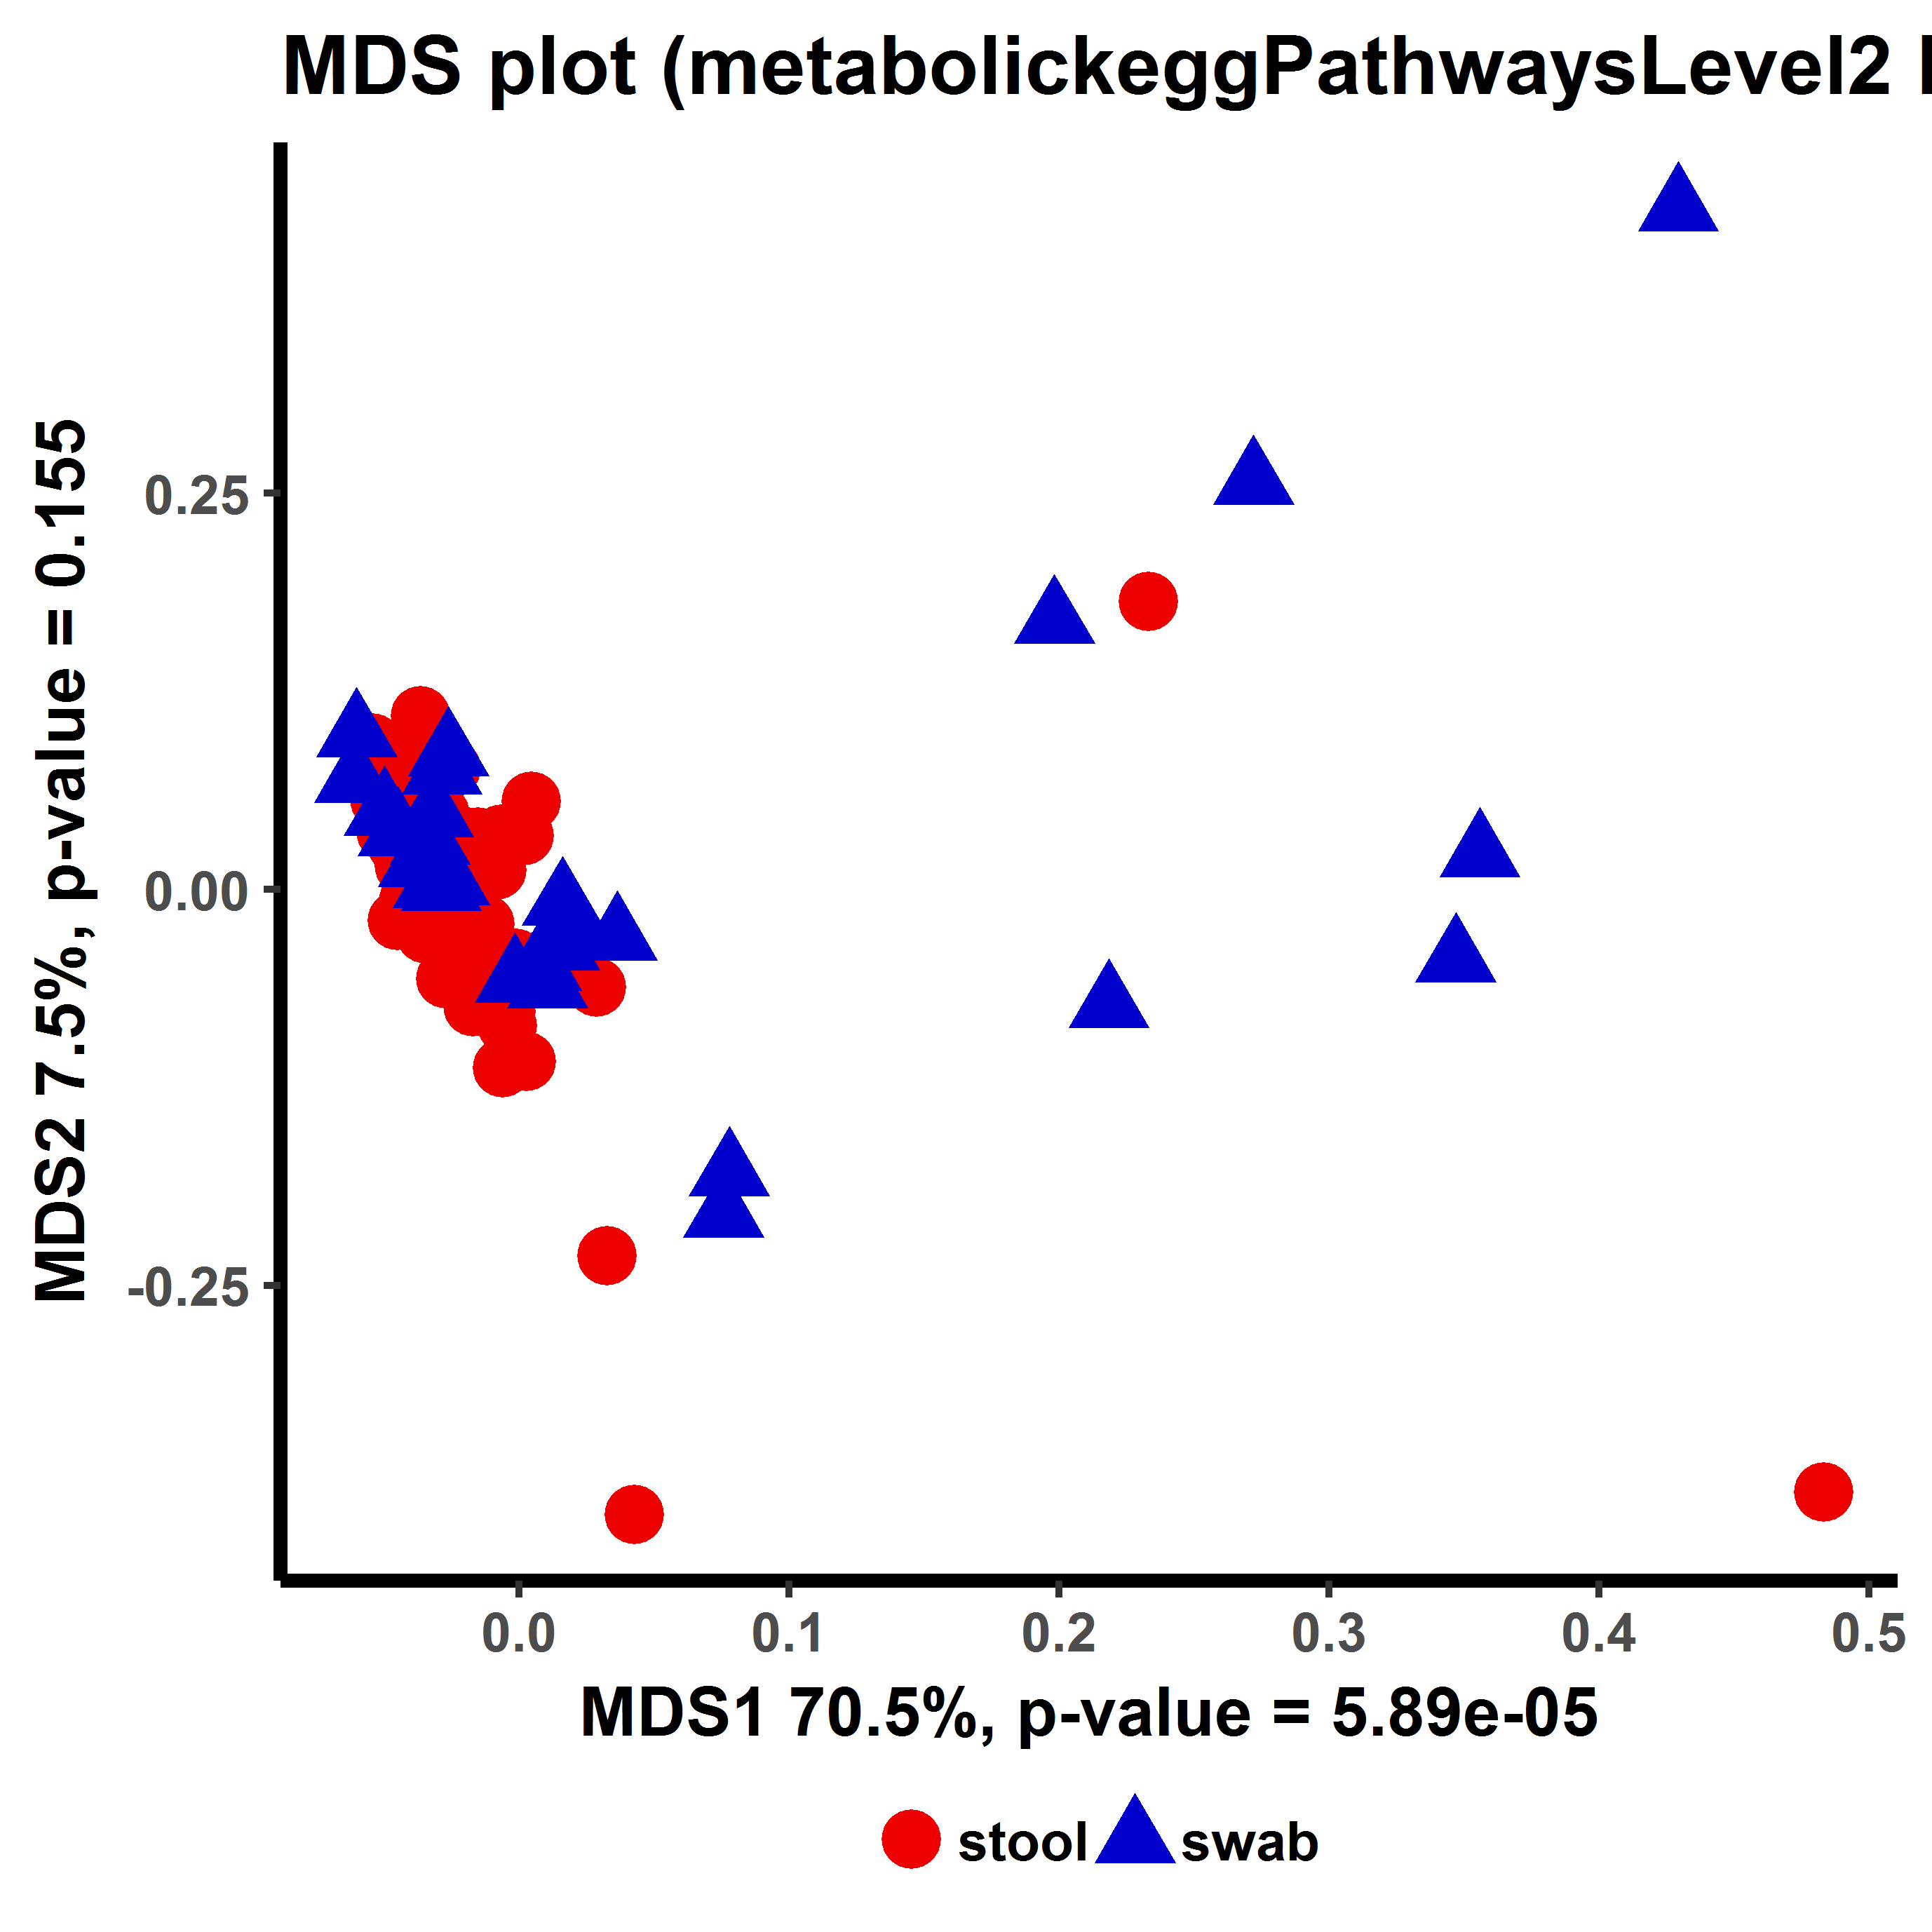 MDS plot (metabolickeggPathwaysLevel2
MDS2 7.5%, p-value = 0.155
0.25
0.00
-0.25
0.0 0.1 0.2 0.3 0.4 0.5
MDS1 70.5%, p-value = 5.89e-05
stool swab